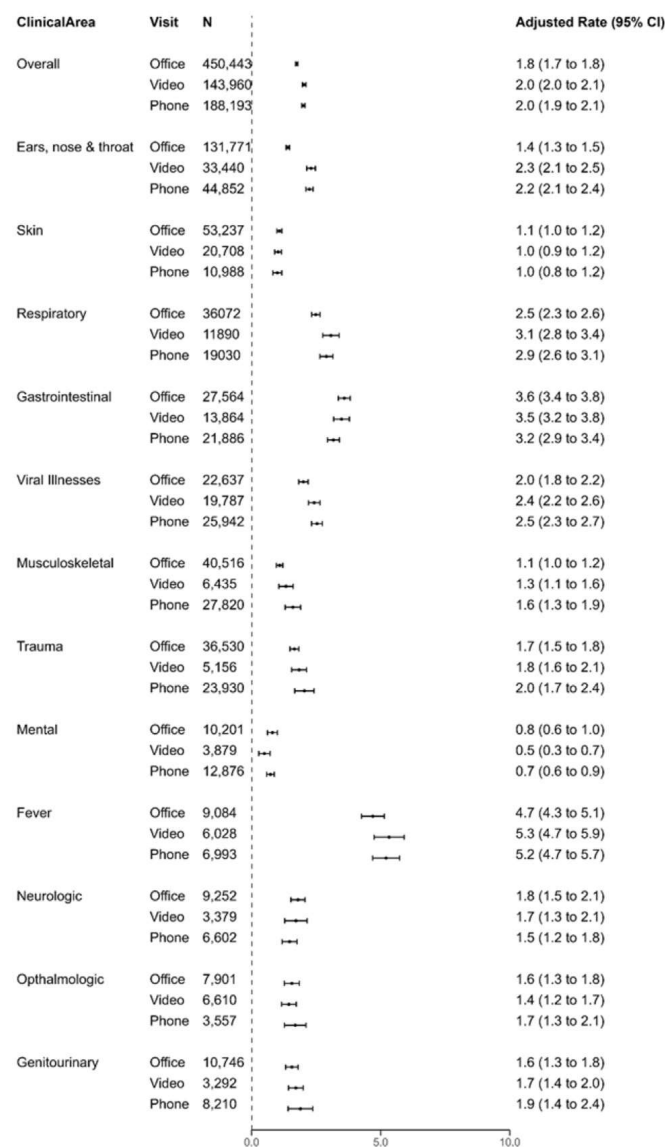 ClinicalArea Visit N Adjusted Rate (95% CI)
Overall Office 450,443 1.8 (1.7 to 1.8)
Video 143,960 2.0 (2.0 to 2.1)
Phone 188,193 2.0 (1.9 to 2.1)
Ears, nose & throat Office 131,771 1.4 (1.3 to 1.5)
Video 33,440 2.3 (2.1 to 2.5)
Phone 44,852 2.2 (2.1 to 2.4)
Skin Office 53,237 1.1 (1.0 to 1.2)
Video 20,708 1.0 (0.9 to 1.2)
Phone 10,988 1.0 (0.8 to 1.2)
Respiratory Office 36072 2.5 (2.3 to 2.6)
Video 11890 3.1 (2.8 to 3.4)
Phone 19030 2.9 (2.6 to 3.1)
Gastrointestinal Office 27,564 3.6 (3.4 to 3.8)
Video 13,864 3.5 (3.2 to 3.8)
Phone 21,886 3.2 (2.9 to 3.4)
Viral Illnesses Office 22,637 2.0 (1.8 to 2.2)
Video 19,787 2.4 (2.2 to 2.6)
Phone 25,942 2.5 (2.3 to 2.7)
Musculoskeletal Office 40,516 1.1 (1.0 to 1.2)
Video 6,435 1.3 (1.1 to 1.6)
Phone 27,820 1.6 (1.3 to 1.9)
Trauma Office 36,530 1.7 (1.5 to 1.8)
Video 5,156 1.8 (1.6 to 2.1)
Phone 23,930 2.0 (1.7 to 2.4)
Mental Office 10,201 0.8 (0.6 to 1.0)
Video 3,879 0.5 (0.3 to 0.7)
Phone 12,876 0.7 (0.6 to 0.9)
Fever Office 9,084 4.7 (4.3 to 5.1)
Video 6,028 5.3 (4.7 to 5.9)
Phone 6,993 5.2 (4.7 to 5.7)
Neurologic Office 9,252 1.8 (1.5 to 2.1)
Video 3,379 1.7 (1.3 to 2.1)
Phone 6,602 1.5 (1.2 to 1.8)
Opthalmologic Office 7,901 1.6 (1.3 to 1.8)
Video 6,610 1.4 (1.2 to 1.7)
Phone 3,557 1.7 (1.3 to 2.1)
Genitourinary Office 10,746 1.6 (1.3 to 1.8)
Video 3,292 1.7 (1.4 to 2.0)
Phone 8,210 1.9 (1.4 to 2.4)
0.0 5.0 10.0